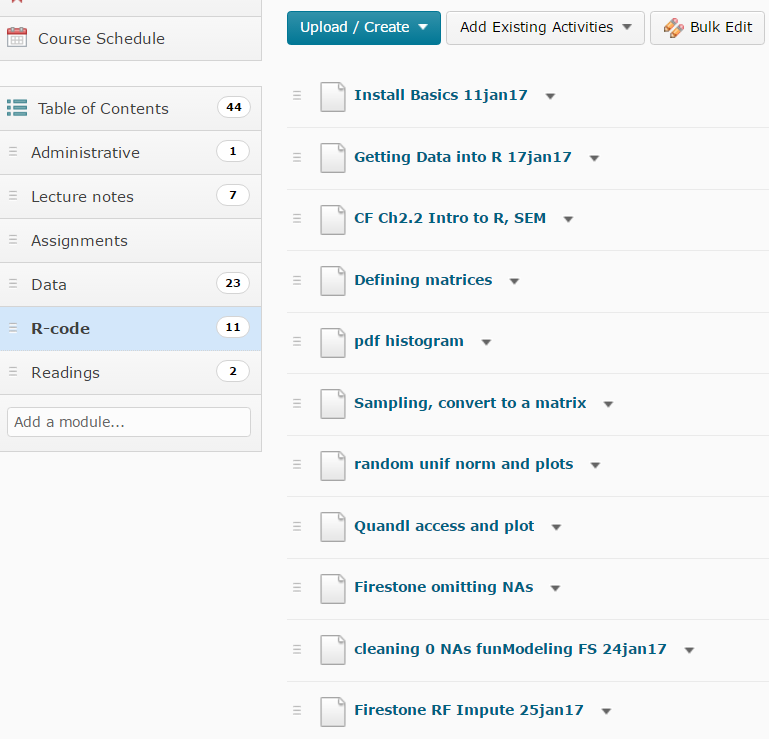 Course Schedule
Table of Contents 44
Administrative 1
Lecture notes 7
Assignments
Data 23
R-code 11
Readings 2
Add a module...
Upload / Create
Add Existing Activities
Bulk Edit
Install Basics 11jan17
Getting Data into R 17jan17
CF Ch2.2 Intro to R, SEM
Defining matrices
pdf histogram
Sampling, convert to a matrix
random unif norm and plots
Quandl access and plot
Firestone omitting NAs
cleaning 0 NAs funModeling FS 24jan17
Firestone RF Impute 25jan17